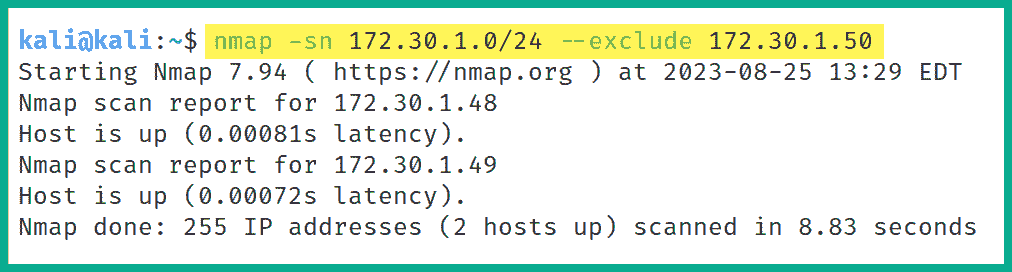 kali@kali:~$ nmap -sn 172.30.1.0/24 --exclude 172.30.1.50
Starting Nmap 7.94 ( https://nmap.org ) at 2023-08-25 13:29 EDT
Nmap scan report for 172.30.1.48
Host is up (0.00081s latency).
Nmap scan report for 172.30.1.49
Host is up (0.00072s latency).
Nmap done: 255 IP addresses (2 hosts up) scanned in 8.83 seconds